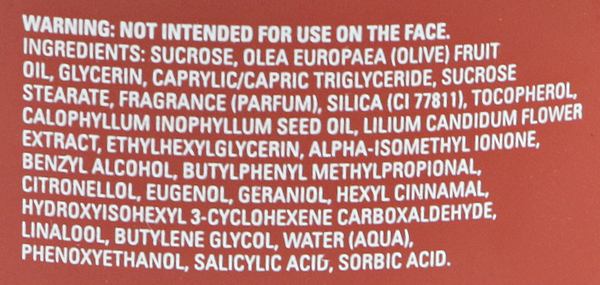 WARNING: NOT INTENDED FOR USE ON THE FACE.
INGREDIENTS: SUCROSE, OLEA EUROPAEA (OLIVE) FRUIT
OIL, GLYCERIN, CAPRYLIC/CAPRIC TRIGLYCERIDE, SUCROSE
STEARATE, FRAGRANCE (PARFUM), SILICA (CI 77811), TOCOPHEROL,
CALOPHYLLUM INOPHYLLUM SEED OIL, LILIUM CANDIDUM FLOWER
EXTRACT, ETHYLHEXYLGLYCERIN, ALPHA-ISOMETHYL IONONE,
BENZYL ALCOHOL, BUTYLPHENYL METHYLPROPIONAL,
CITRONELLOL, EUGENOL, GERANIOL, HEXYL CINNAMAL,
HYDROXYISOHEXYL 3-CYCLOHEXENE CARBOXALDEHYDE,
LINALOOL, BUTYLENE GLYCOL, WATER (AQUA),
PHENOXYETHANOL, SALICYLIC ACID, SORBIC ACID.